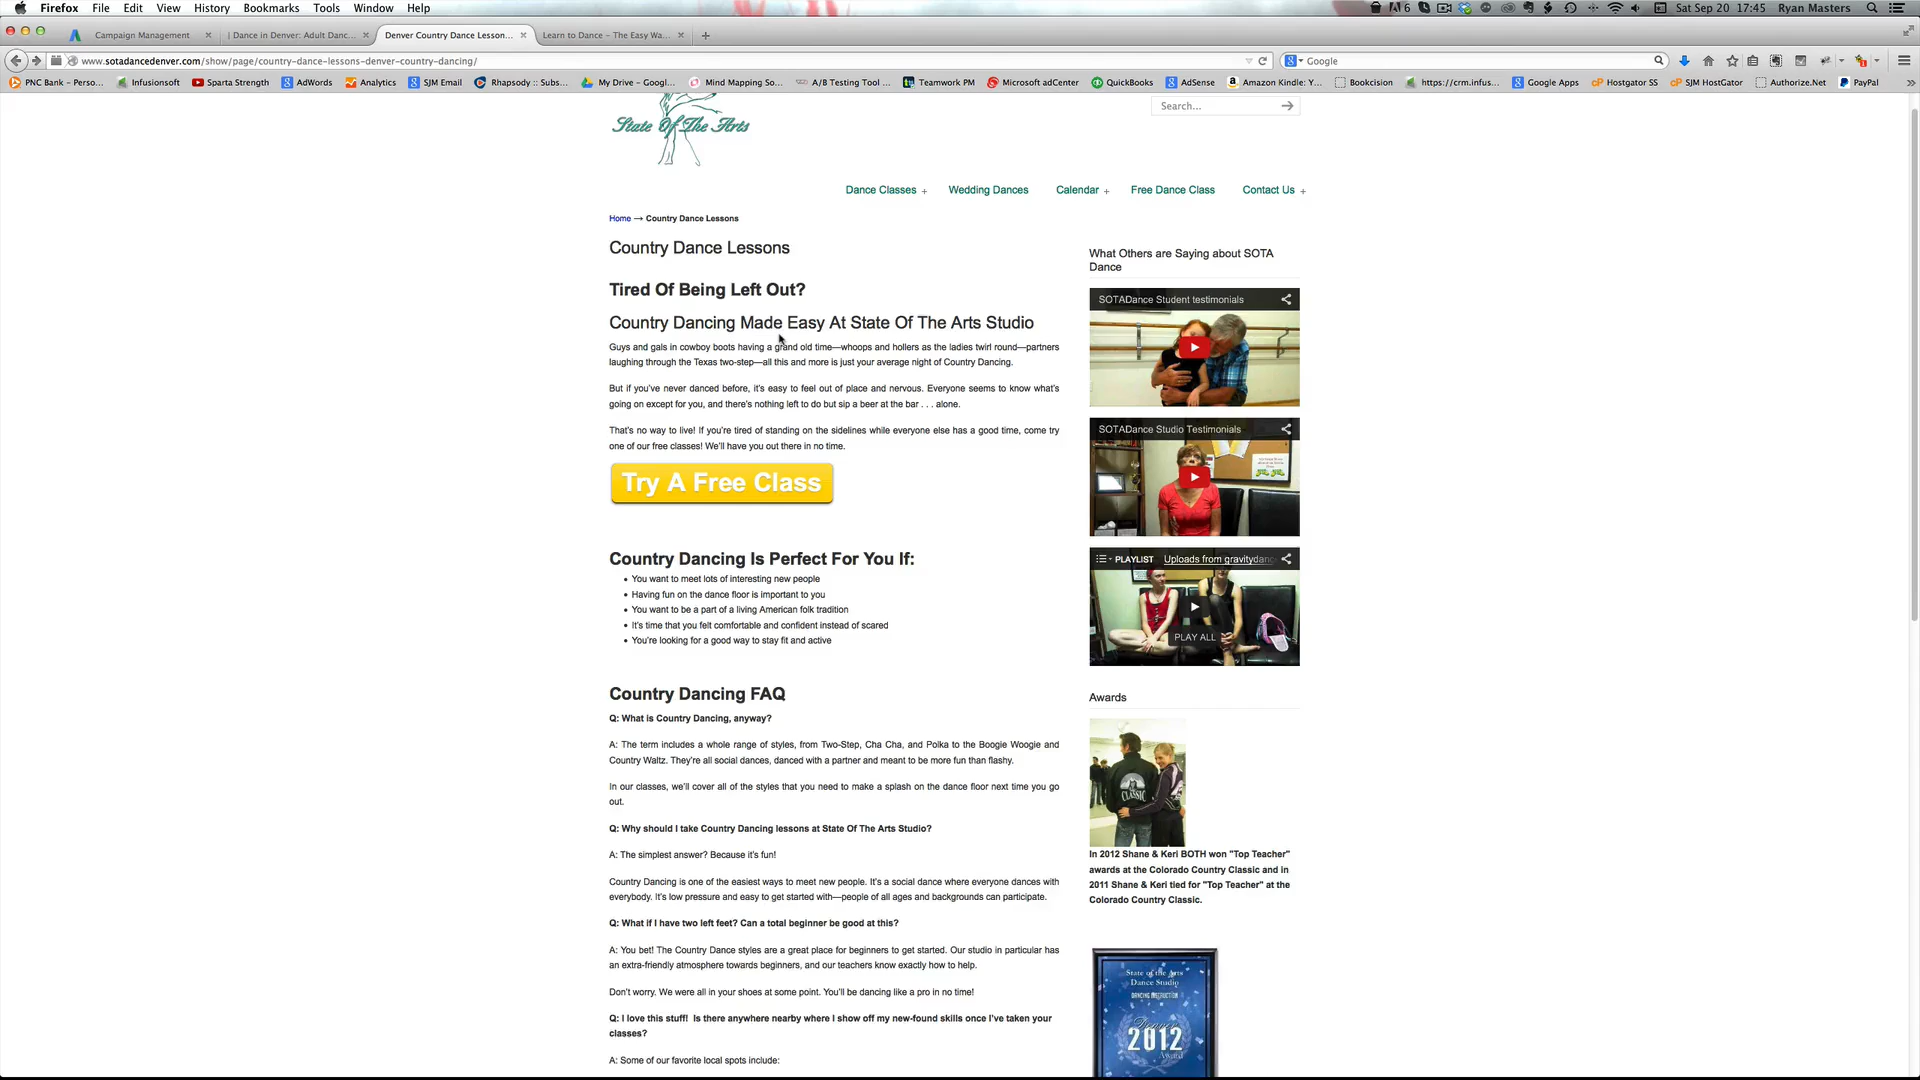 Firefox File Edit View History Bookmarks Tools Window Help
6 Sat Sep 20 17:45 Ryan Masters
Campaign Management × | Dance in Denver: Adult Danc... × Denver Country Dance Lesson... × Learn to Dance – The Easy Wa... × +
www.sotadancedenver.com/show/page/country-dance-lessons-denver-country-dancing/
Google
PNC Bank – Perso... Infusionsoft Sparta Strength AdWords Analytics SJM Email Rhapsody :: Subs... My Drive – Googl... Mind Mapping So... A/B Testing Tool ... Teamwork PM Microsoft adCenter QuickBooks AdSense Amazon Kindle: Y... Bookcision https://crm.infus... Google Apps Hostgator SS SJM HostGator Authorize.Net PayPal »
State Of The Arts
Search...
Dance Classes + Wedding Dances Calendar + Free Dance Class Contact Us +
Home → Country Dance Lessons
Country Dance Lessons
Tired Of Being Left Out?
Country Dancing Made Easy At State Of The Arts Studio
Guys and gals in cowboy boots having a grand old time—whoops and hollers as the ladies twirl round—partners
laughing through the Texas two-step—all this and more is just your average night of Country Dancing.
But if you've never danced before, it's easy to feel out of place and nervous. Everyone seems to know what's
going on except for you, and there's nothing left to do but sip a beer at the bar . . . alone.
That's no way to live! If you're tired of standing on the sidelines while everyone else has a good time, come try
one of our free classes! We'll have you out there in no time.
Try A Free Class
Country Dancing Is Perfect For You If:
• You want to meet lots of interesting new people
• Having fun on the dance floor is important to you
• You want to be a part of a living American folk tradition
• It's time that you felt comfortable and confident instead of scared
• You're looking for a good way to stay fit and active
Country Dancing FAQ
Q: What is Country Dancing, anyway?
A: The term includes a whole range of styles, from Two-Step, Cha Cha, and Polka to the Boogie Woogie and
Country Waltz. They're all social dances, danced with a partner and meant to be more fun than flashy.
In our classes, we'll cover all of the styles that you need to make a splash on the dance floor next time you go
out.
Q: Why should I take Country Dancing lessons at State Of The Arts Studio?
A: The simplest answer? Because it's fun!
Country Dancing is one of the easiest ways to meet new people. It's a social dance where everyone dances with
everybody. It's low pressure and easy to get started with—people of all ages and backgrounds can participate.
Q: What if I have two left feet? Can a total beginner be good at this?
A: You bet! The Country Dance styles are a great place for beginners to get started. Our studio in particular has
an extra-friendly atmosphere towards beginners, and our teachers know exactly how to help.
Don't worry. We were all in your shoes at some point. You'll be dancing like a pro in no time!
Q: I love this stuff! Is there anywhere nearby where I show off my new-found skills once I've taken your
classes?
A: Some of our favorite local spots include:
What Others are Saying about SOTA
Dance
SOTADance Student testimonials
SOTADance Studio Testimonials
PLAYLIST Uploads from gravitydan
PLAY ALL
Awards
CLASSIC
In 2012 Shane & Keri BOTH won "Top Teacher"
awards at the Colorado Country Classic and in
2011 Shane & Keri tied for "Top Teacher" at the
Colorado Country Classic.
State of the Arts
Dance Studio
DANCING INSTRUCTION
Denver
2012
Award